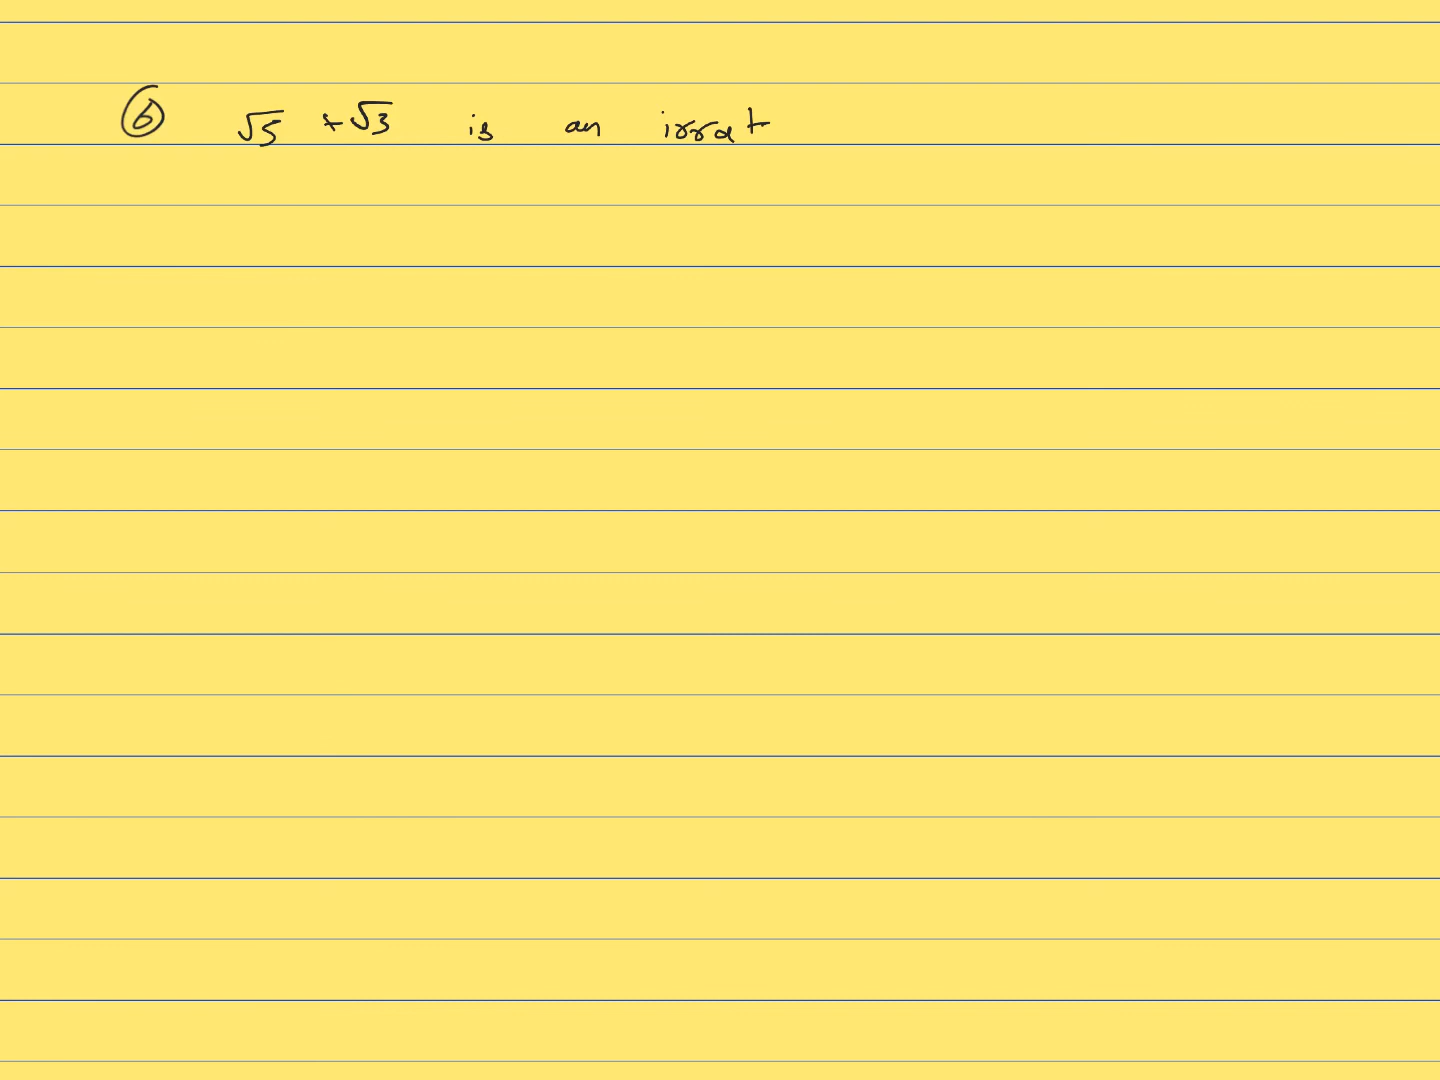 ⑥ √5 + √3 is an irrat